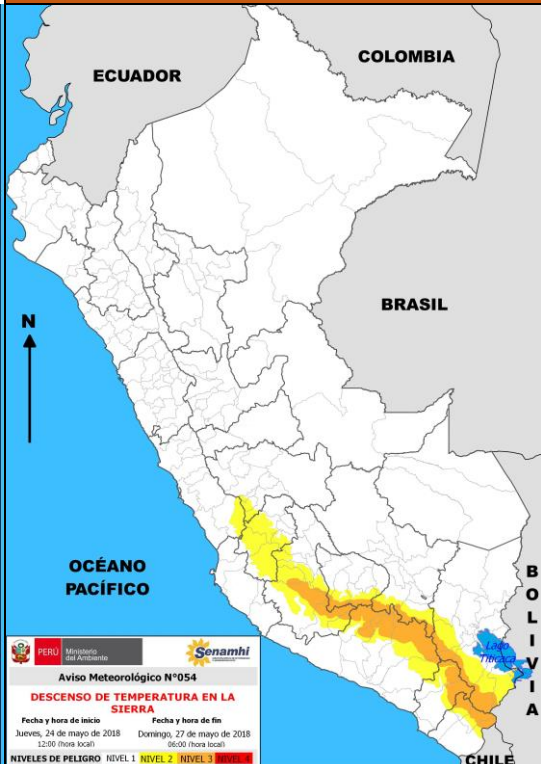 COLOMBIA
ECUADOR
BRASIL
N
OCÉANO
PACÍFICO
BOLIVIA
Lago
Titicaca
CHILE
PERÚ Ministerio
del Ambiente
Senamhi
Aviso Meteorológico N°054
DESCENSO DE TEMPERATURA EN LA
SIERRA
Fecha y hora de inicio Fecha y hora de fin
Jueves, 24 de mayo de 2018 Domingo, 27 de mayo de 2018
12:00 (hora local) 06:00 (hora local)
NIVELES DE PELIGRO NIVEL 1 NIVEL 2 NIVEL 3 NIVEL 4